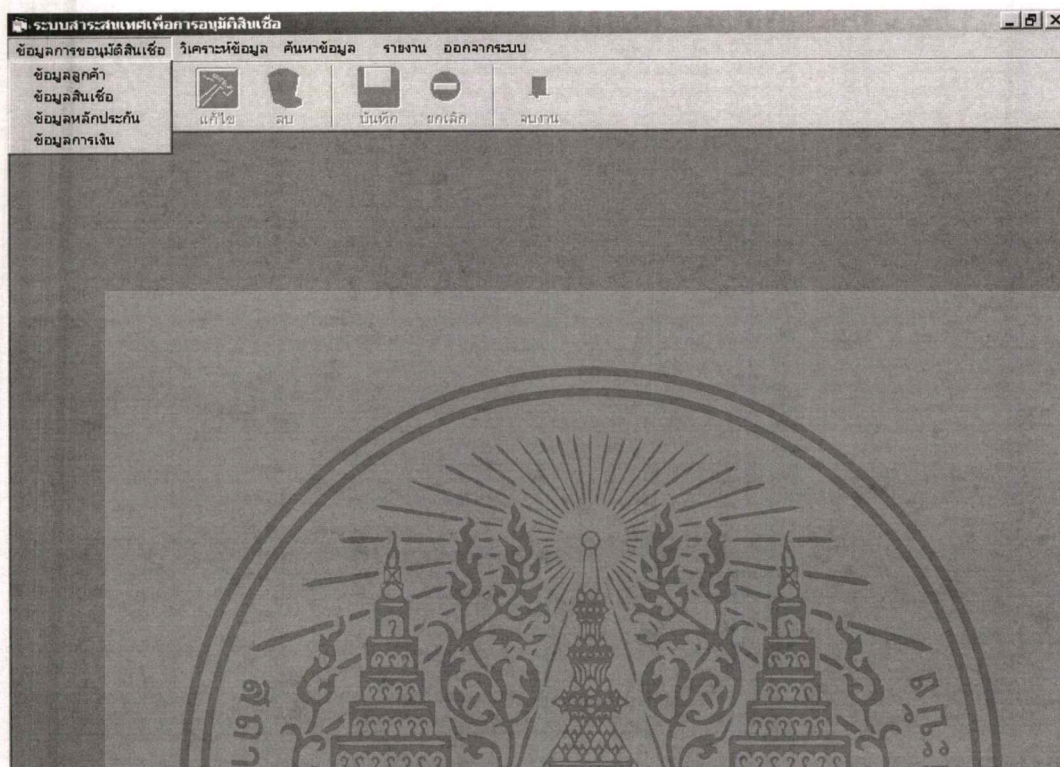 ระบบสาระสนเทศเพื่อการอนุมัติสินเชื่อ
ข้อมูลการขอนุมัติสินเชื่อ วิเคราะห์ข้อมูล ค้นหาข้อมูล รายงาน ออกจากระบบ
ข้อมูลลูกค้า
ข้อมูลสินเชื่อ
ข้อมูลหลักประกัน
ข้อมูลการเงิน
แก้ไข ลบ บันทึก ยกเลิก จบงาน